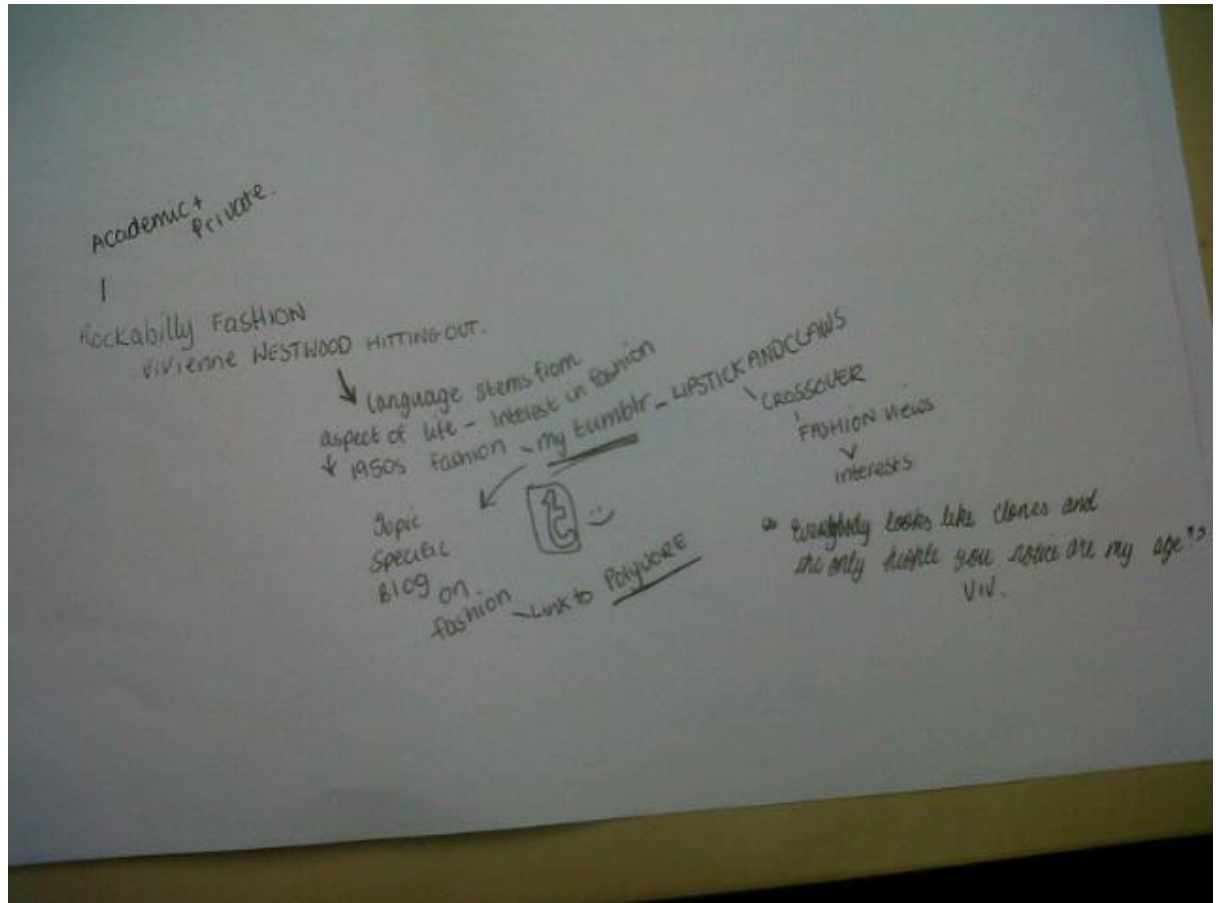 Academic +
Private.
Rockabilly FASHION
Vivienne WESTWOOD HITTING OUT.
Language stems from
aspect of life - Interest in fashion
1950s fashion - my tumblr - LIPSTICKANDCLAWS
CROSSOVER
FASHION Views
interests
Topic
Specific
Blog on.
fashion - Link to Polyvore
t
"Everybody looks like clones and
the only people you notice are my age"
Viv.